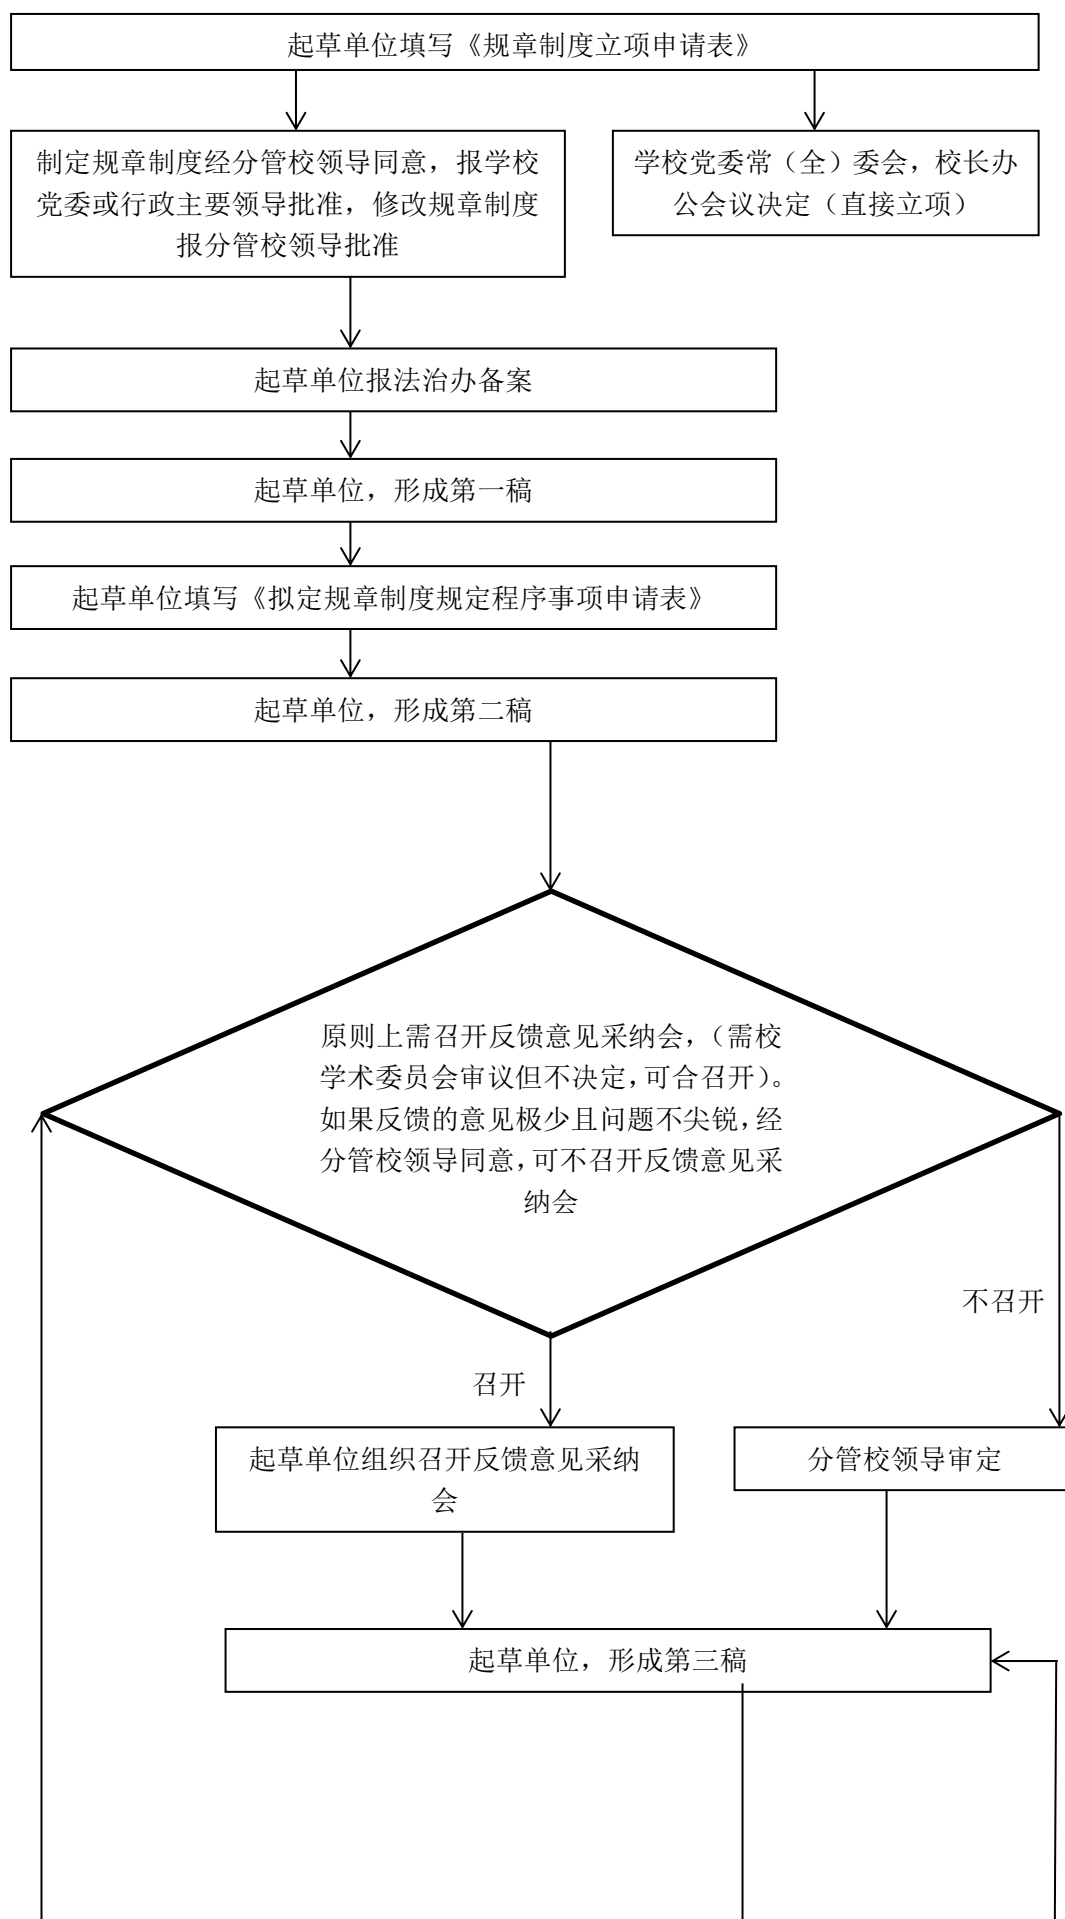 起草单位填写《规章制度立项申请表》
制定规章制度经分管校领导同意，报学校
党委或行政主要领导批准，修改规章制度
报分管校领导批准
学校党委常（全）委会，校长办
公会议决定（直接立项）
起草单位报法治办备案
起草单位，形成第一稿
起草单位填写《拟定规章制度规定程序事项申请表》
起草单位，形成第二稿
原则上需召开反馈意见采纳会，（需校
学术委员会审议但不决定，可合召开）。
如果反馈的意见极少且问题不尖锐，经
分管校领导同意，可不召开反馈意见采
纳会
不召开
召开
起草单位组织召开反馈意见采纳
会
分管校领导审定
起草单位，形成第三稿